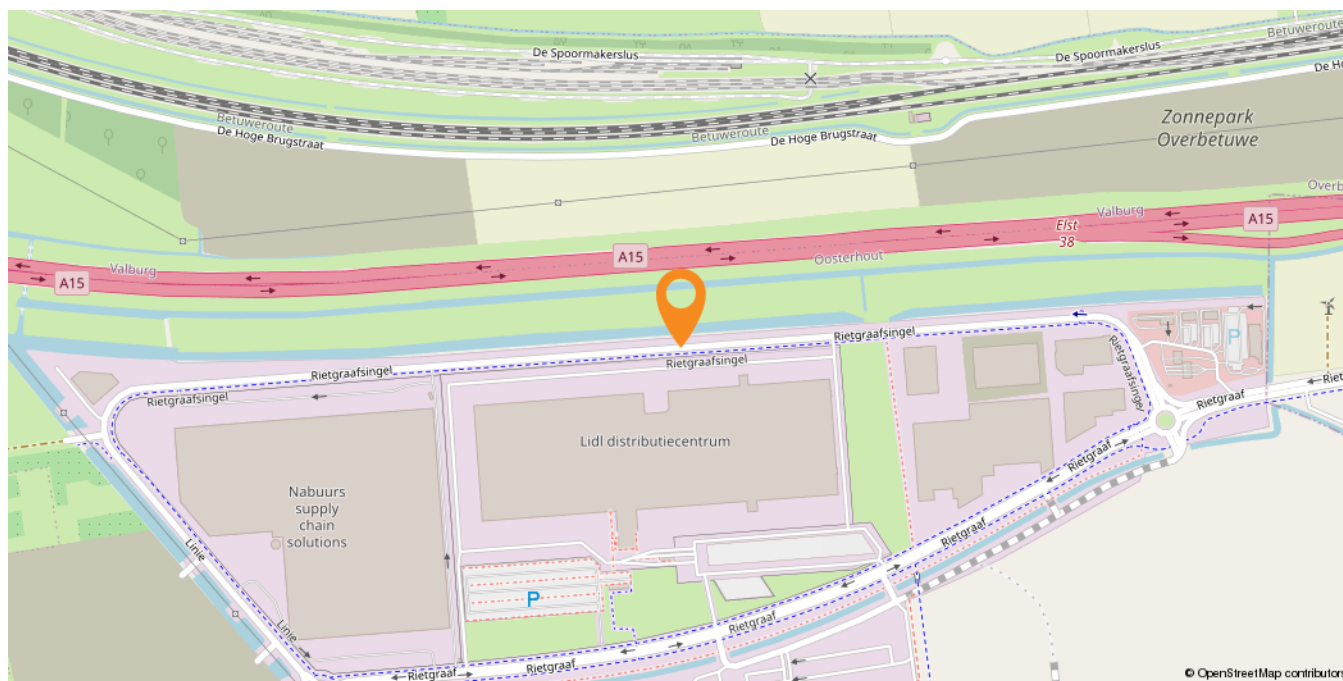 De Spoormakerslus
De Spoormakerslus
Betuweroute
Betuweroute
De Hoge Brugstraat
Betuweroute
De Hoge Brugstraat
Zonnepark
Overbetuwe
Valburg
A15
A15
Valburg
Elst
38
A15
Oosterhout
Rietgraafsingel
Rietgraafsingel
Rietgraafsingel
Rietgraafsingel
Rietgraafsingel
P
Rietgraaf
Lidl distributiecentrum
Nabuurs
supply
chain
solutions
Rietgraaf
Rietgraaf
Linie
P
Linie
Rietgraaf
Rietgraaf
Rietgraaf
© OpenStreetMap contributor